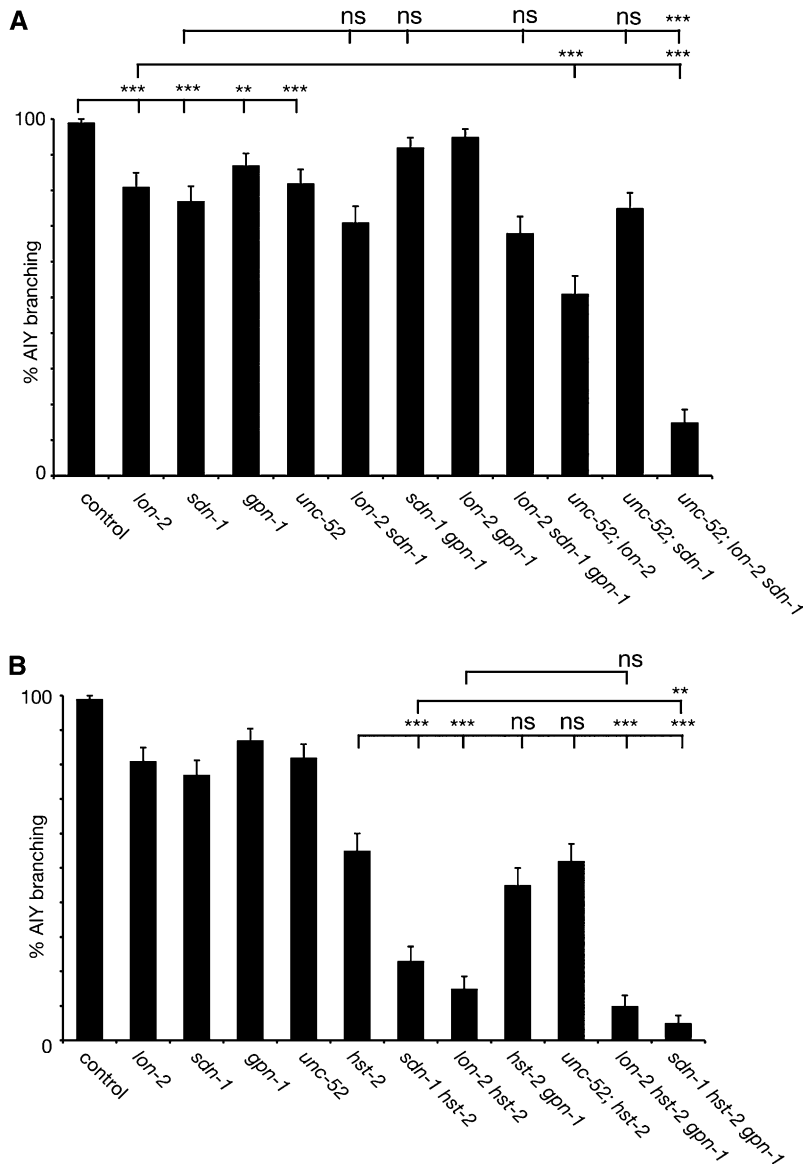 A
ns ns ns ns ***
*** ***
*** *** ** ***
100
% AIY branching
0
control lon-2 sdn-1 gpn-1 unc-52 lon-2 sdn-1 sdn-1 gpn-1 lon-2 gpn-1 lon-2 sdn-1 gpn-1 unc-52; lon-2 unc-52; sdn-1 unc-52; lon-2 sdn-1
B
ns
**
*** *** ns ns *** ***
100
% AIY branching
0
control lon-2 sdn-1 gpn-1 unc-52 hst-2 sdn-1 hst-2 lon-2 hst-2 hst-2 gpn-1 unc-52; hst-2 lon-2 hst-2 gpn-1 sdn-1 hst-2 gpn-1